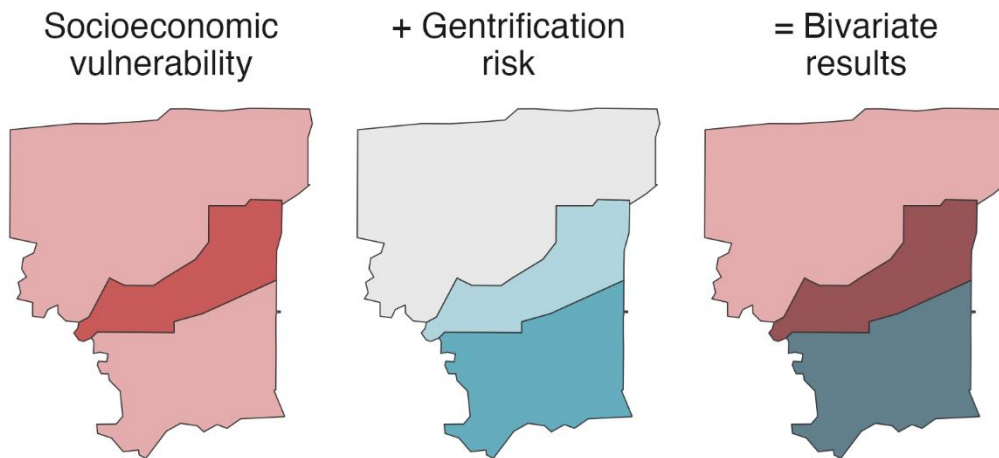 Socioeconomic
vulnerability
+ Gentrification
risk
= Bivariate
results